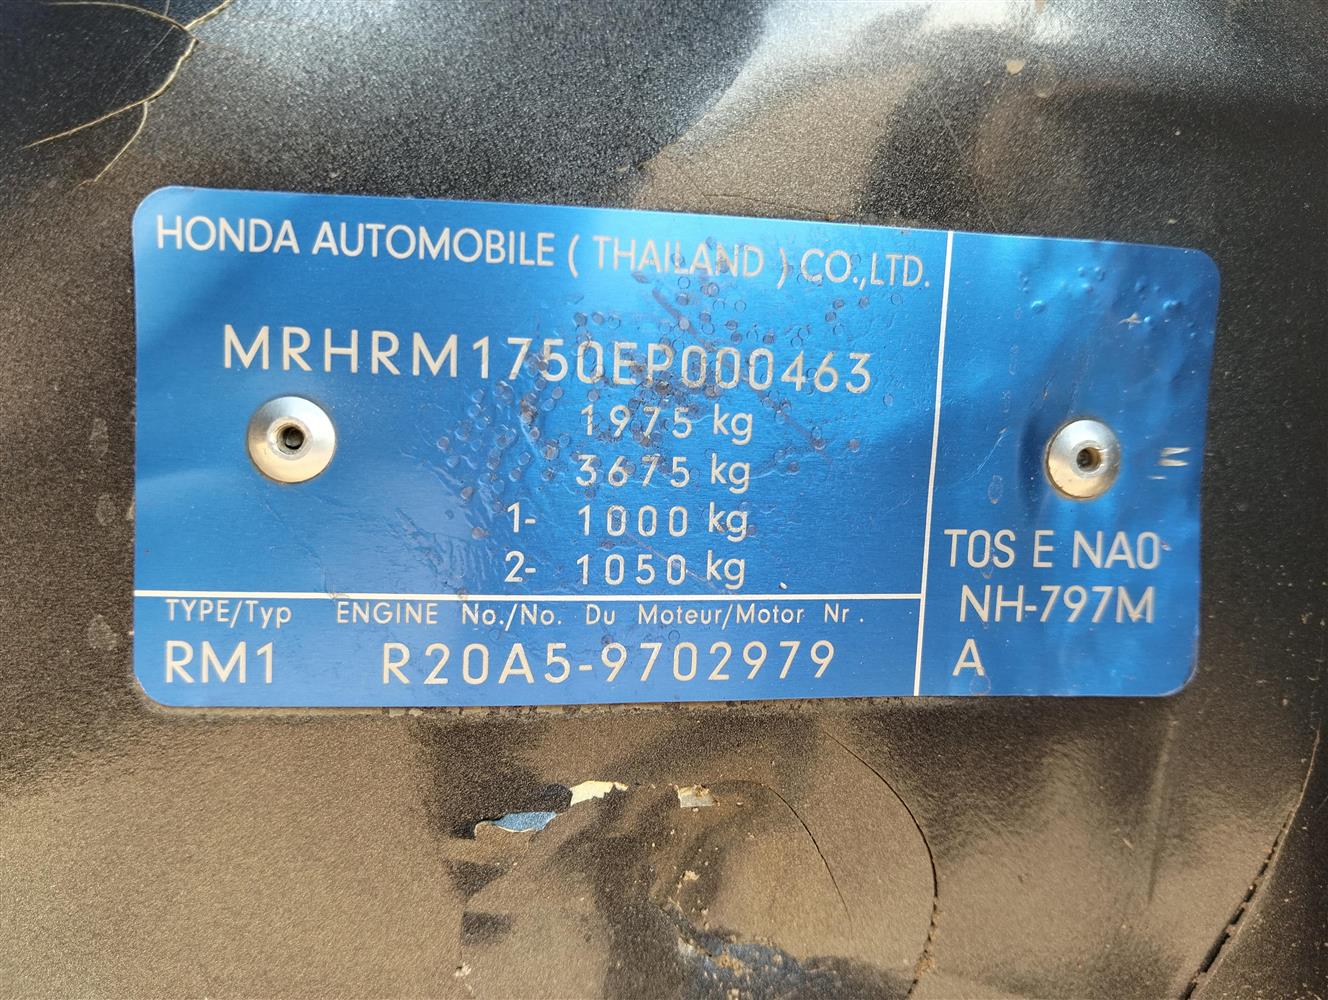 HONDA AUTOMOBILE ( THAILAND ) CO.,LTD.
MRHRM1750EP000463
1975 kg
3675 kg
1- 1000 kg
2- 1050 kg
TYPE/Typ ENGINE No./No. Du Moteur/Motor Nr.
RM1 R20A5-9702979
TOS E NA0
NH-797M
A